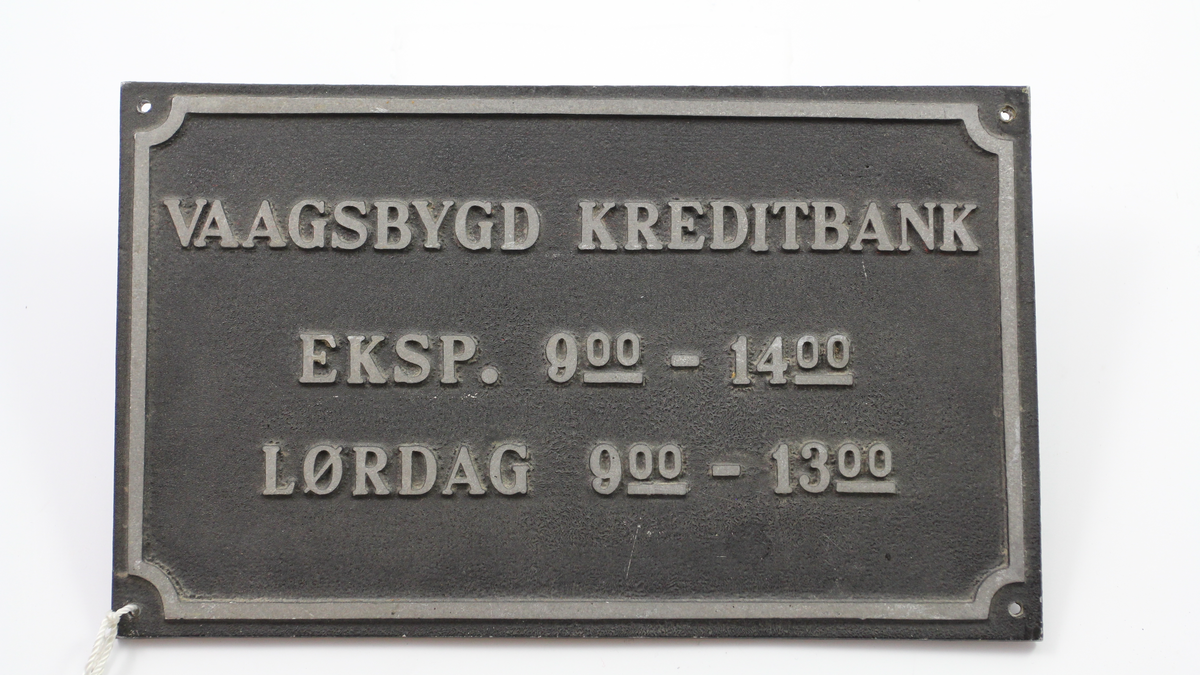 VAAGSBYGD KREDITBANK
EKSP. 9⁰⁰ - 14⁰⁰
LØRDAG 9⁰⁰ - 13⁰⁰